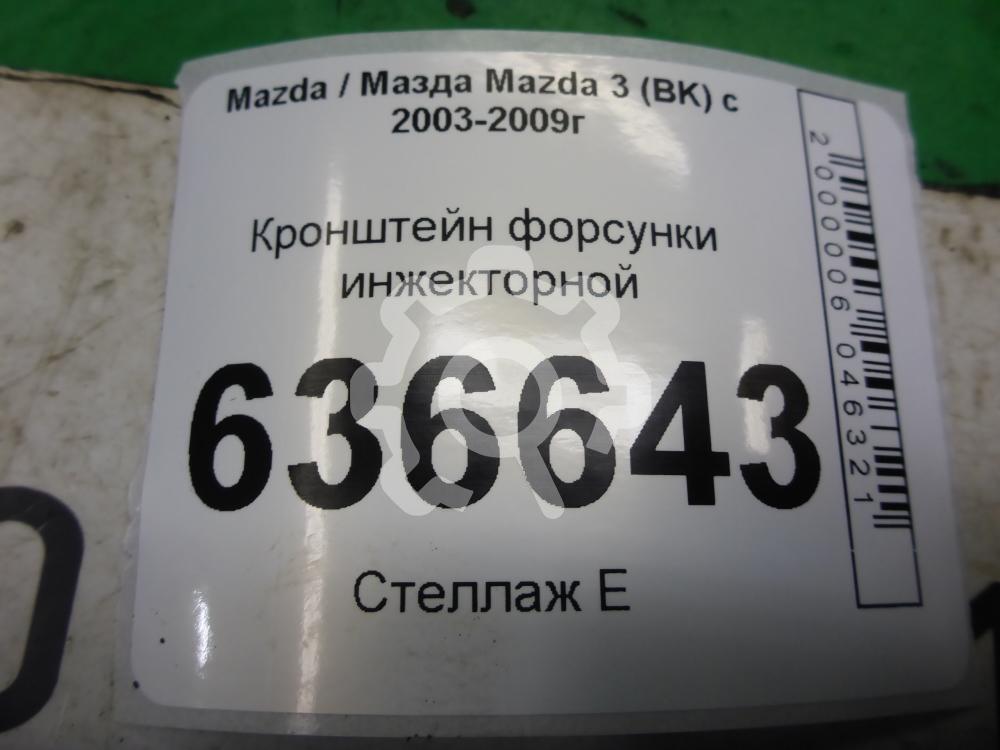 Mazda / Мазда Mazda 3 (BK) с
2003-2009г
Кронштейн форсунки
инжекторной
636643
Стеллаж Е
2000006046321